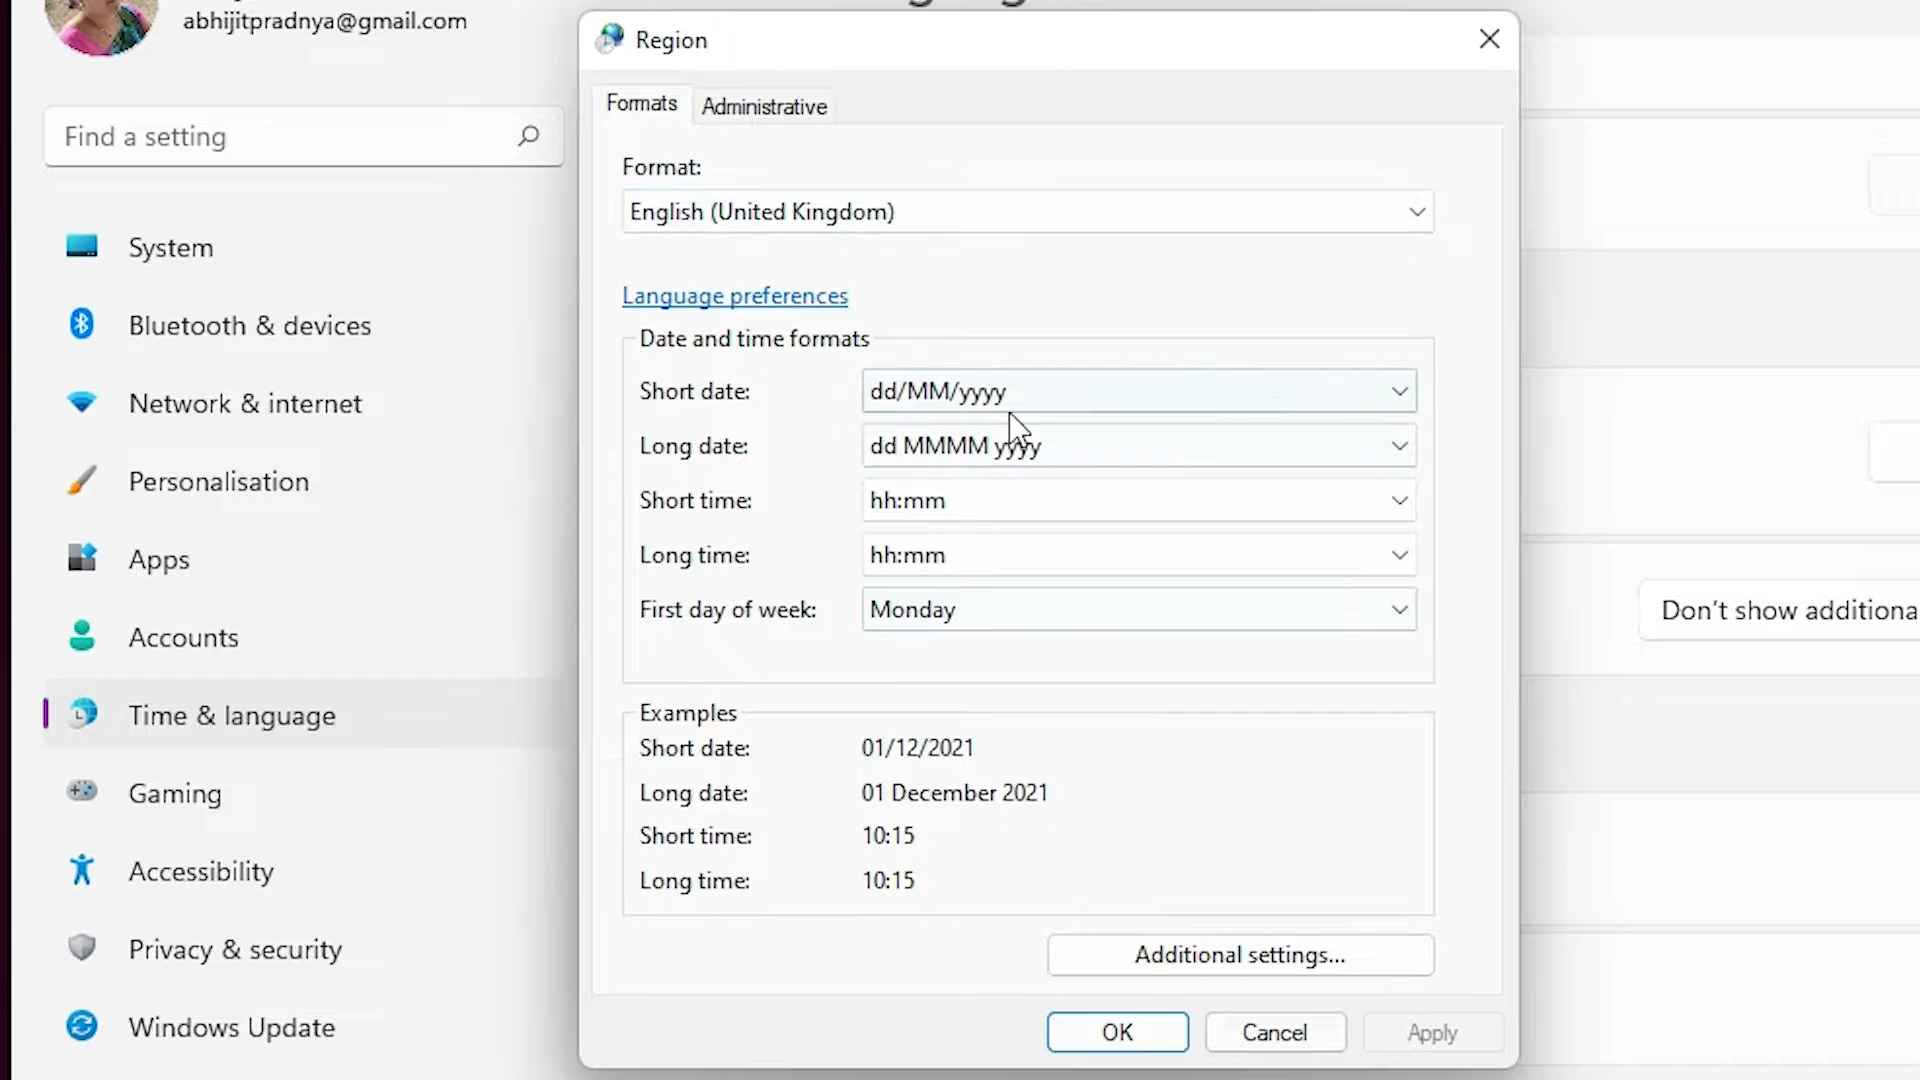 abhijitpradnya@gmail.com
Find a setting
System
Bluetooth & devices
Network & internet
Personalisation
Apps
Accounts
Time & language
Gaming
Accessibility
Privacy & security
Windows Update
Region
Formats
Administrative
Format:
English (United Kingdom)
Language preferences
Date and time formats
Short date: dd/MM/yyyy
Long date: dd MMMM yyyy
Short time: hh:mm
Long time: hh:mm
First day of week: Monday
Examples
Short date: 01/12/2021
Long date: 01 December 2021
Short time: 10:15
Long time: 10:15
Additional settings...
OK
Cancel
Apply
Don't show additiona